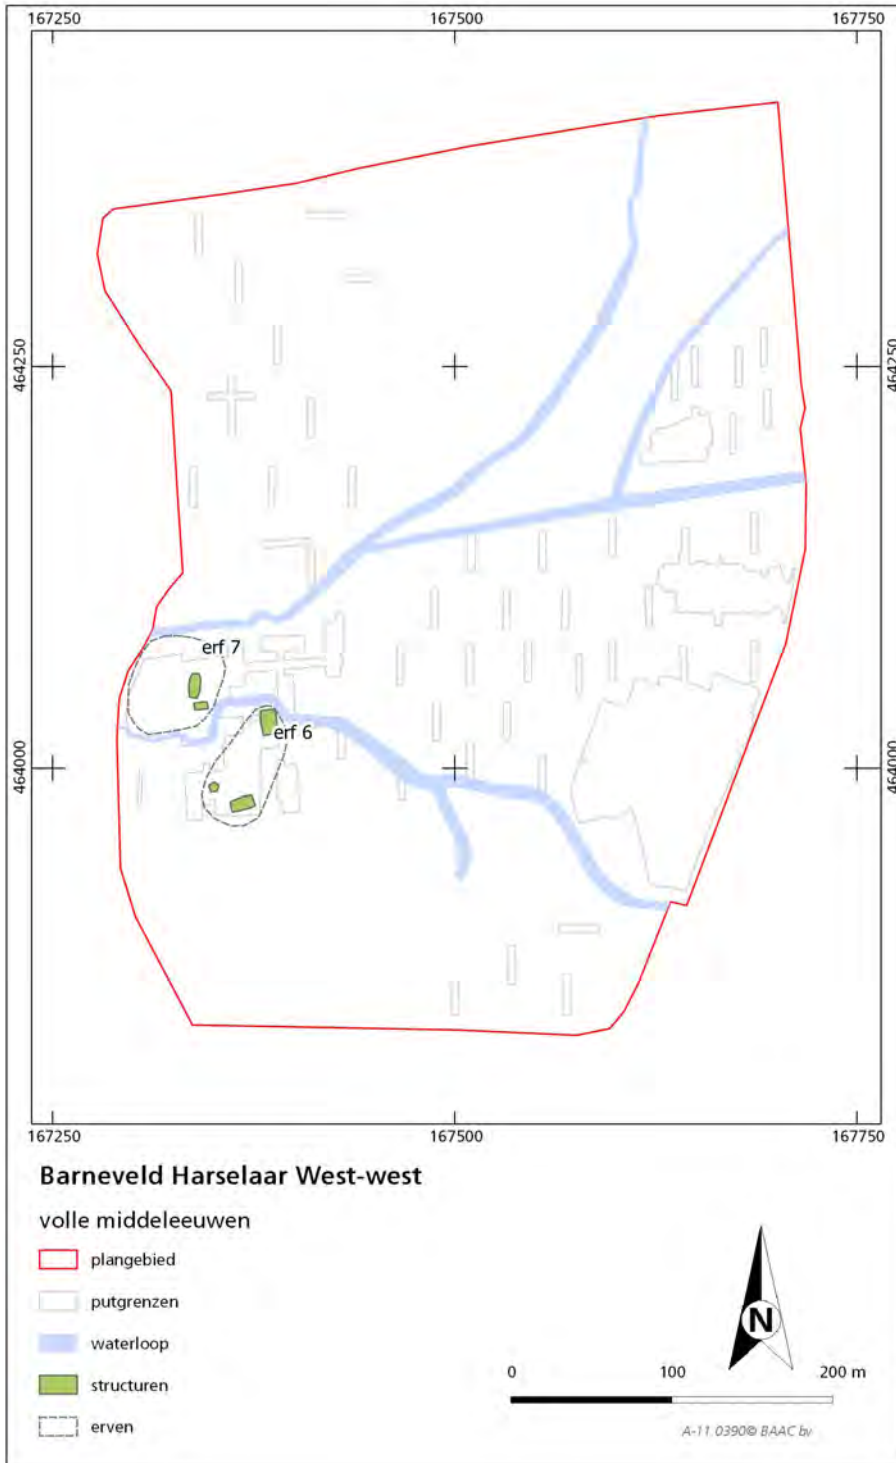 167250
167500
167750
464250
464250
erf 7
erf 6
464000
464000
167250
167500
167750
Barneveld Harselaar West-west
volle middeleeuwen
plangebied
putgrenzen
waterloop
structuren
erven
N
0 100 200 m
A-11.0390© BAAC bv